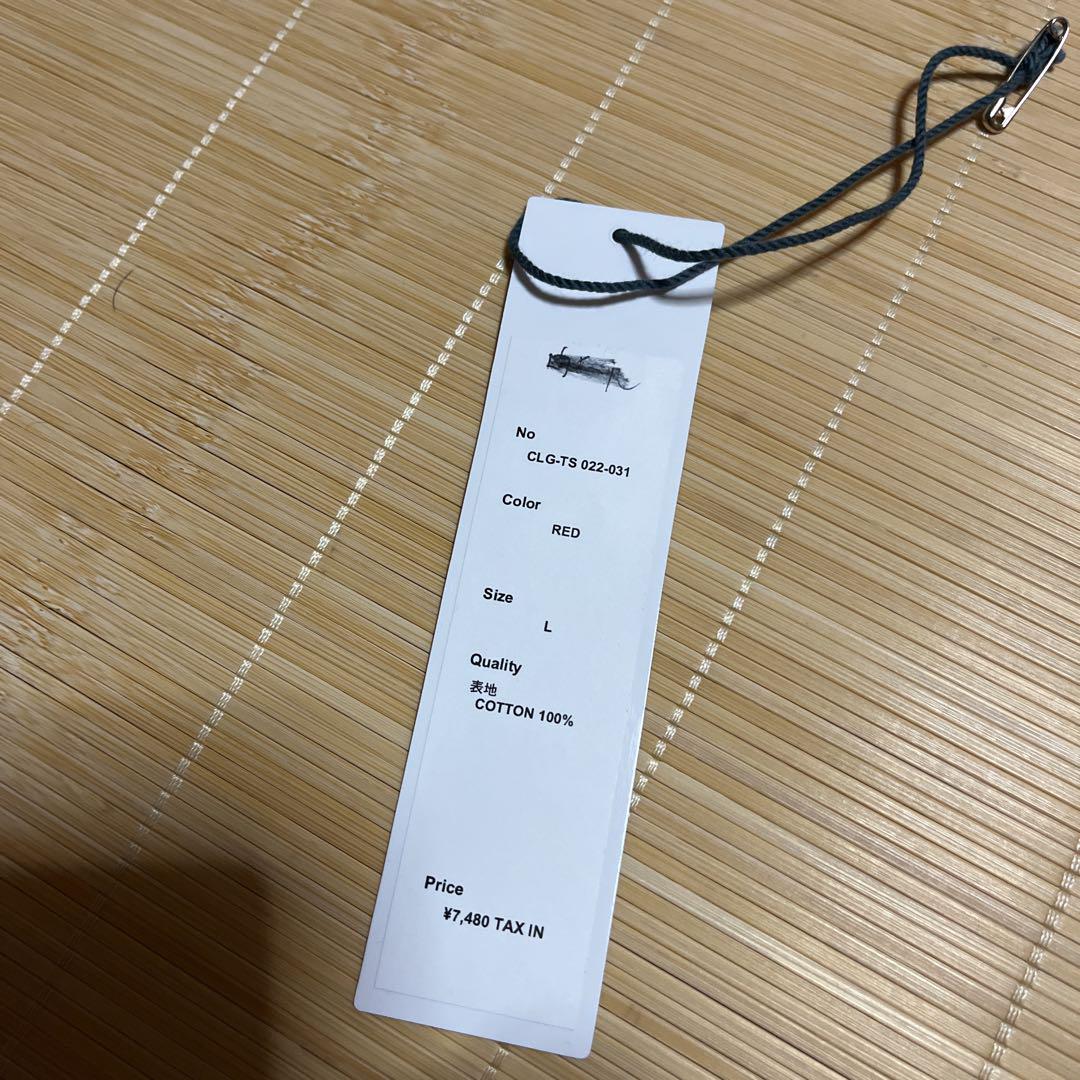 No
CLG-TS 022-031
Color
RED
Size
L
Quality
表地
COTTON 100%
Price
¥7,480 TAX IN